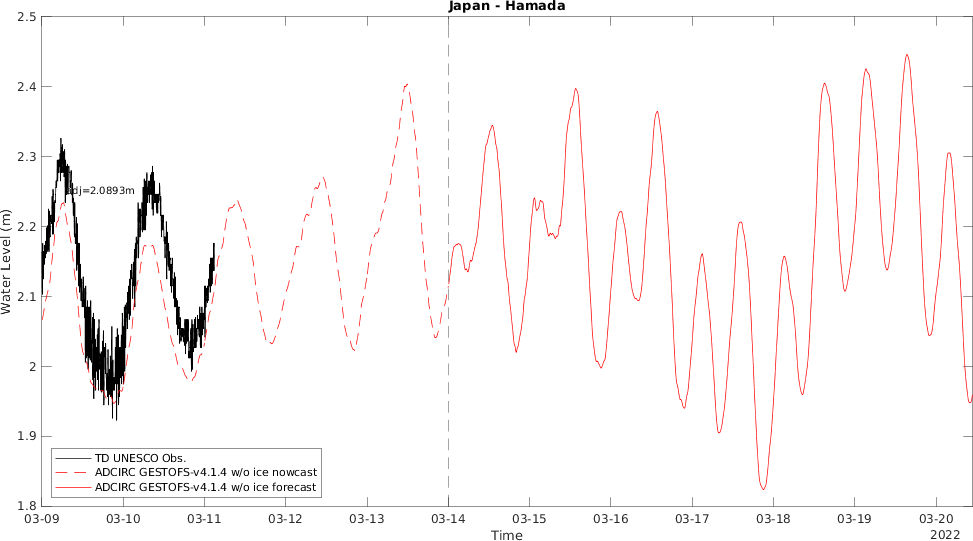 Japan - Hamada
Water Level (m)
2.5
2.4
2.3
2.2
2.1
2
1.9
1.8
adj=2.0893m
TD UNESCO Obs.
ADCIRC GESTOFS-v4.1.4 w/o ice nowcast
ADCIRC GESTOFS-v4.1.4 w/o ice forecast
03-09 03-10 03-11 03-12 03-13 03-14 03-15 03-16 03-17 03-18 03-19 03-20
Time
2022